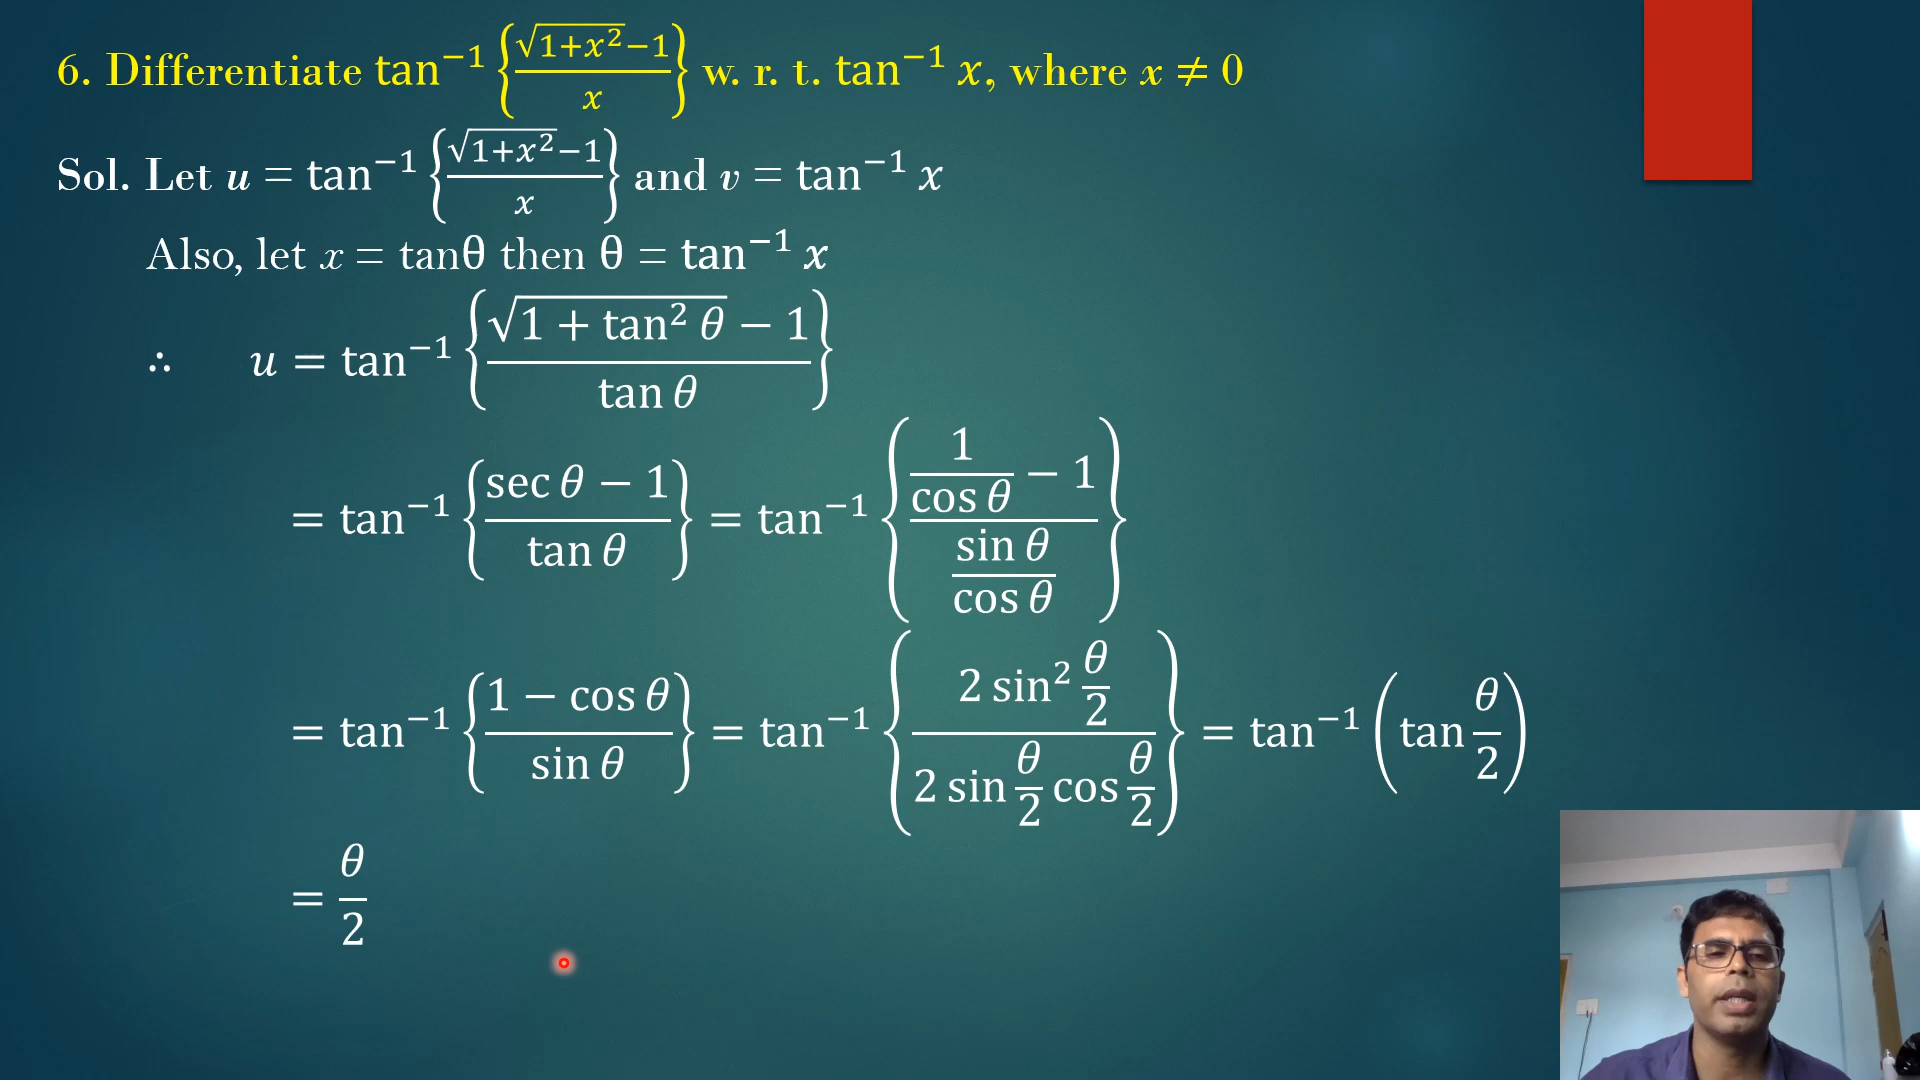 6. Differentiate tan⁻¹ {(√(1+x²)−1)/x} w. r. t. tan⁻¹ x, where x ≠ 0
Sol. Let u = tan⁻¹ {(√(1+x²)−1)/x} and v = tan⁻¹ x
Also, let x = tanθ then θ = tan⁻¹ x
∴ u = tan⁻¹ {(√(1 + tan² θ) − 1)/(tan θ)}
= tan⁻¹ {(sec θ − 1)/(tan θ)} = tan⁻¹ {(1/(cos θ) − 1)/((sin θ)/(cos θ))}
= tan⁻¹ {(1 − cos θ)/(sin θ)} = tan⁻¹ {(2 sin² θ/2)/(2 sin θ/2 cos θ/2)} = tan⁻¹ (tan θ/2)
= θ/2